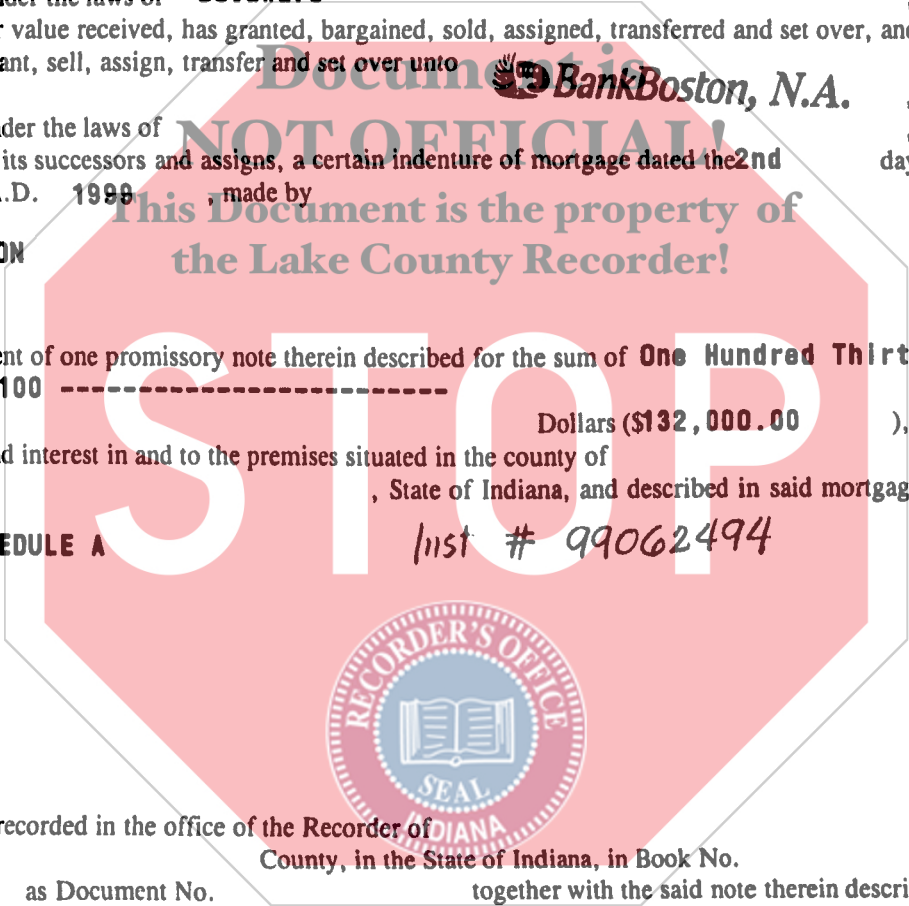 der the laws of
value received, has granted, bargained, sold, assigned, transferred and set over, and
ant, sell, assign, transfer and set over unto BankBoston, N.A.
Document is
der the laws of
NOT OFFICIAL!
its successors and assigns, a certain indenture of mortgage dated the 2nd day
.D. 1999 , made by
This Document is the property of
ON
the Lake County Recorder!
nt of one promissory note therein described for the sum of One Hundred Thirt
100 --------------------------
STOP
Dollars ($132,000.00 ),
d interest in and to the premises situated in the county of
, State of Indiana, and described in said mortgag
EDULE A Inst # 99062494
RECORDER'S OFFICE
SEAL
INDIANA
recorded in the office of the Recorder of
County, in the State of Indiana, in Book No.
as Document No. together with the said note therein descri